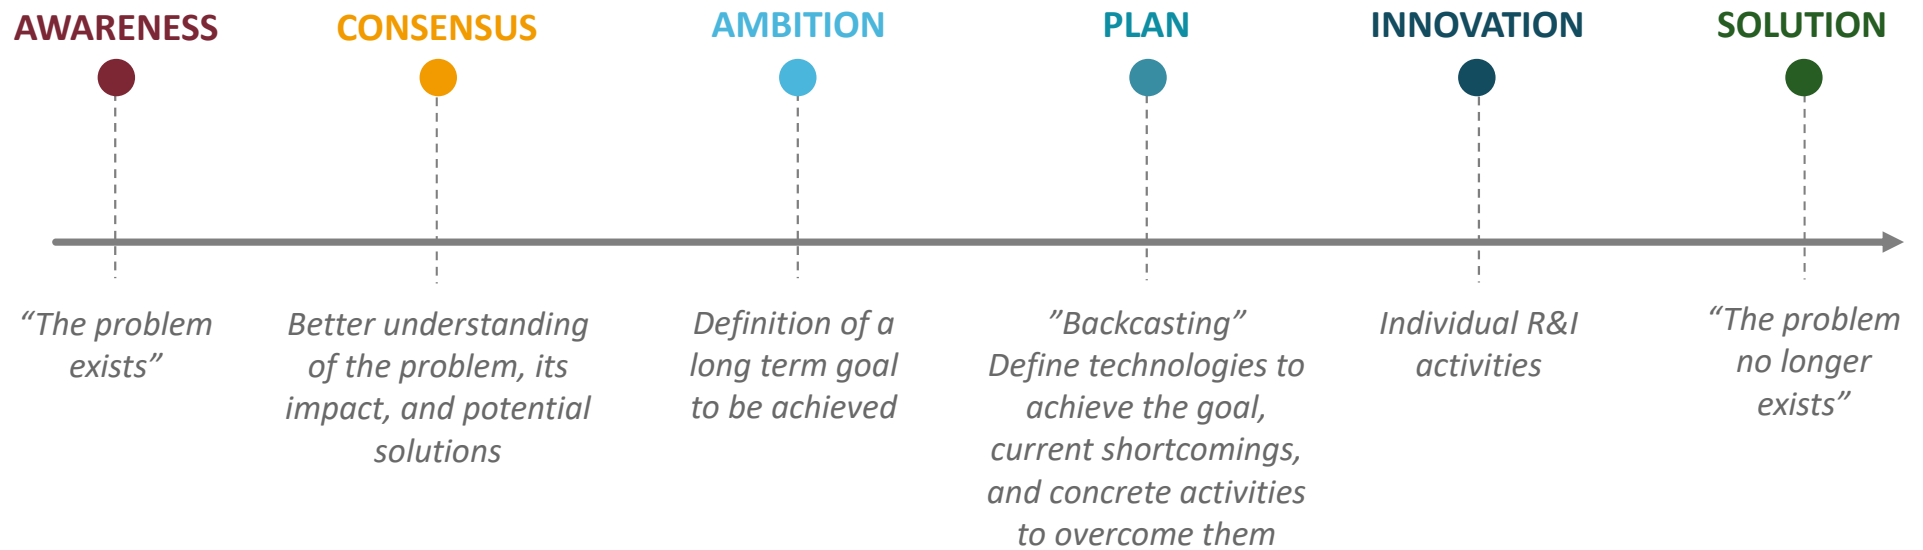 AWARENESS
CONSENSUS
AMBITION
PLAN
INNOVATION
SOLUTION
“The problem
exists”
Better understanding
of the problem, its
impact, and potential
solutions
Definition of a
long term goal
to be achieved
”Backcasting”
Define technologies to
achieve the goal,
current shortcomings,
and concrete activities
to overcome them
Individual R&I
activities
“The problem
no longer
exists”